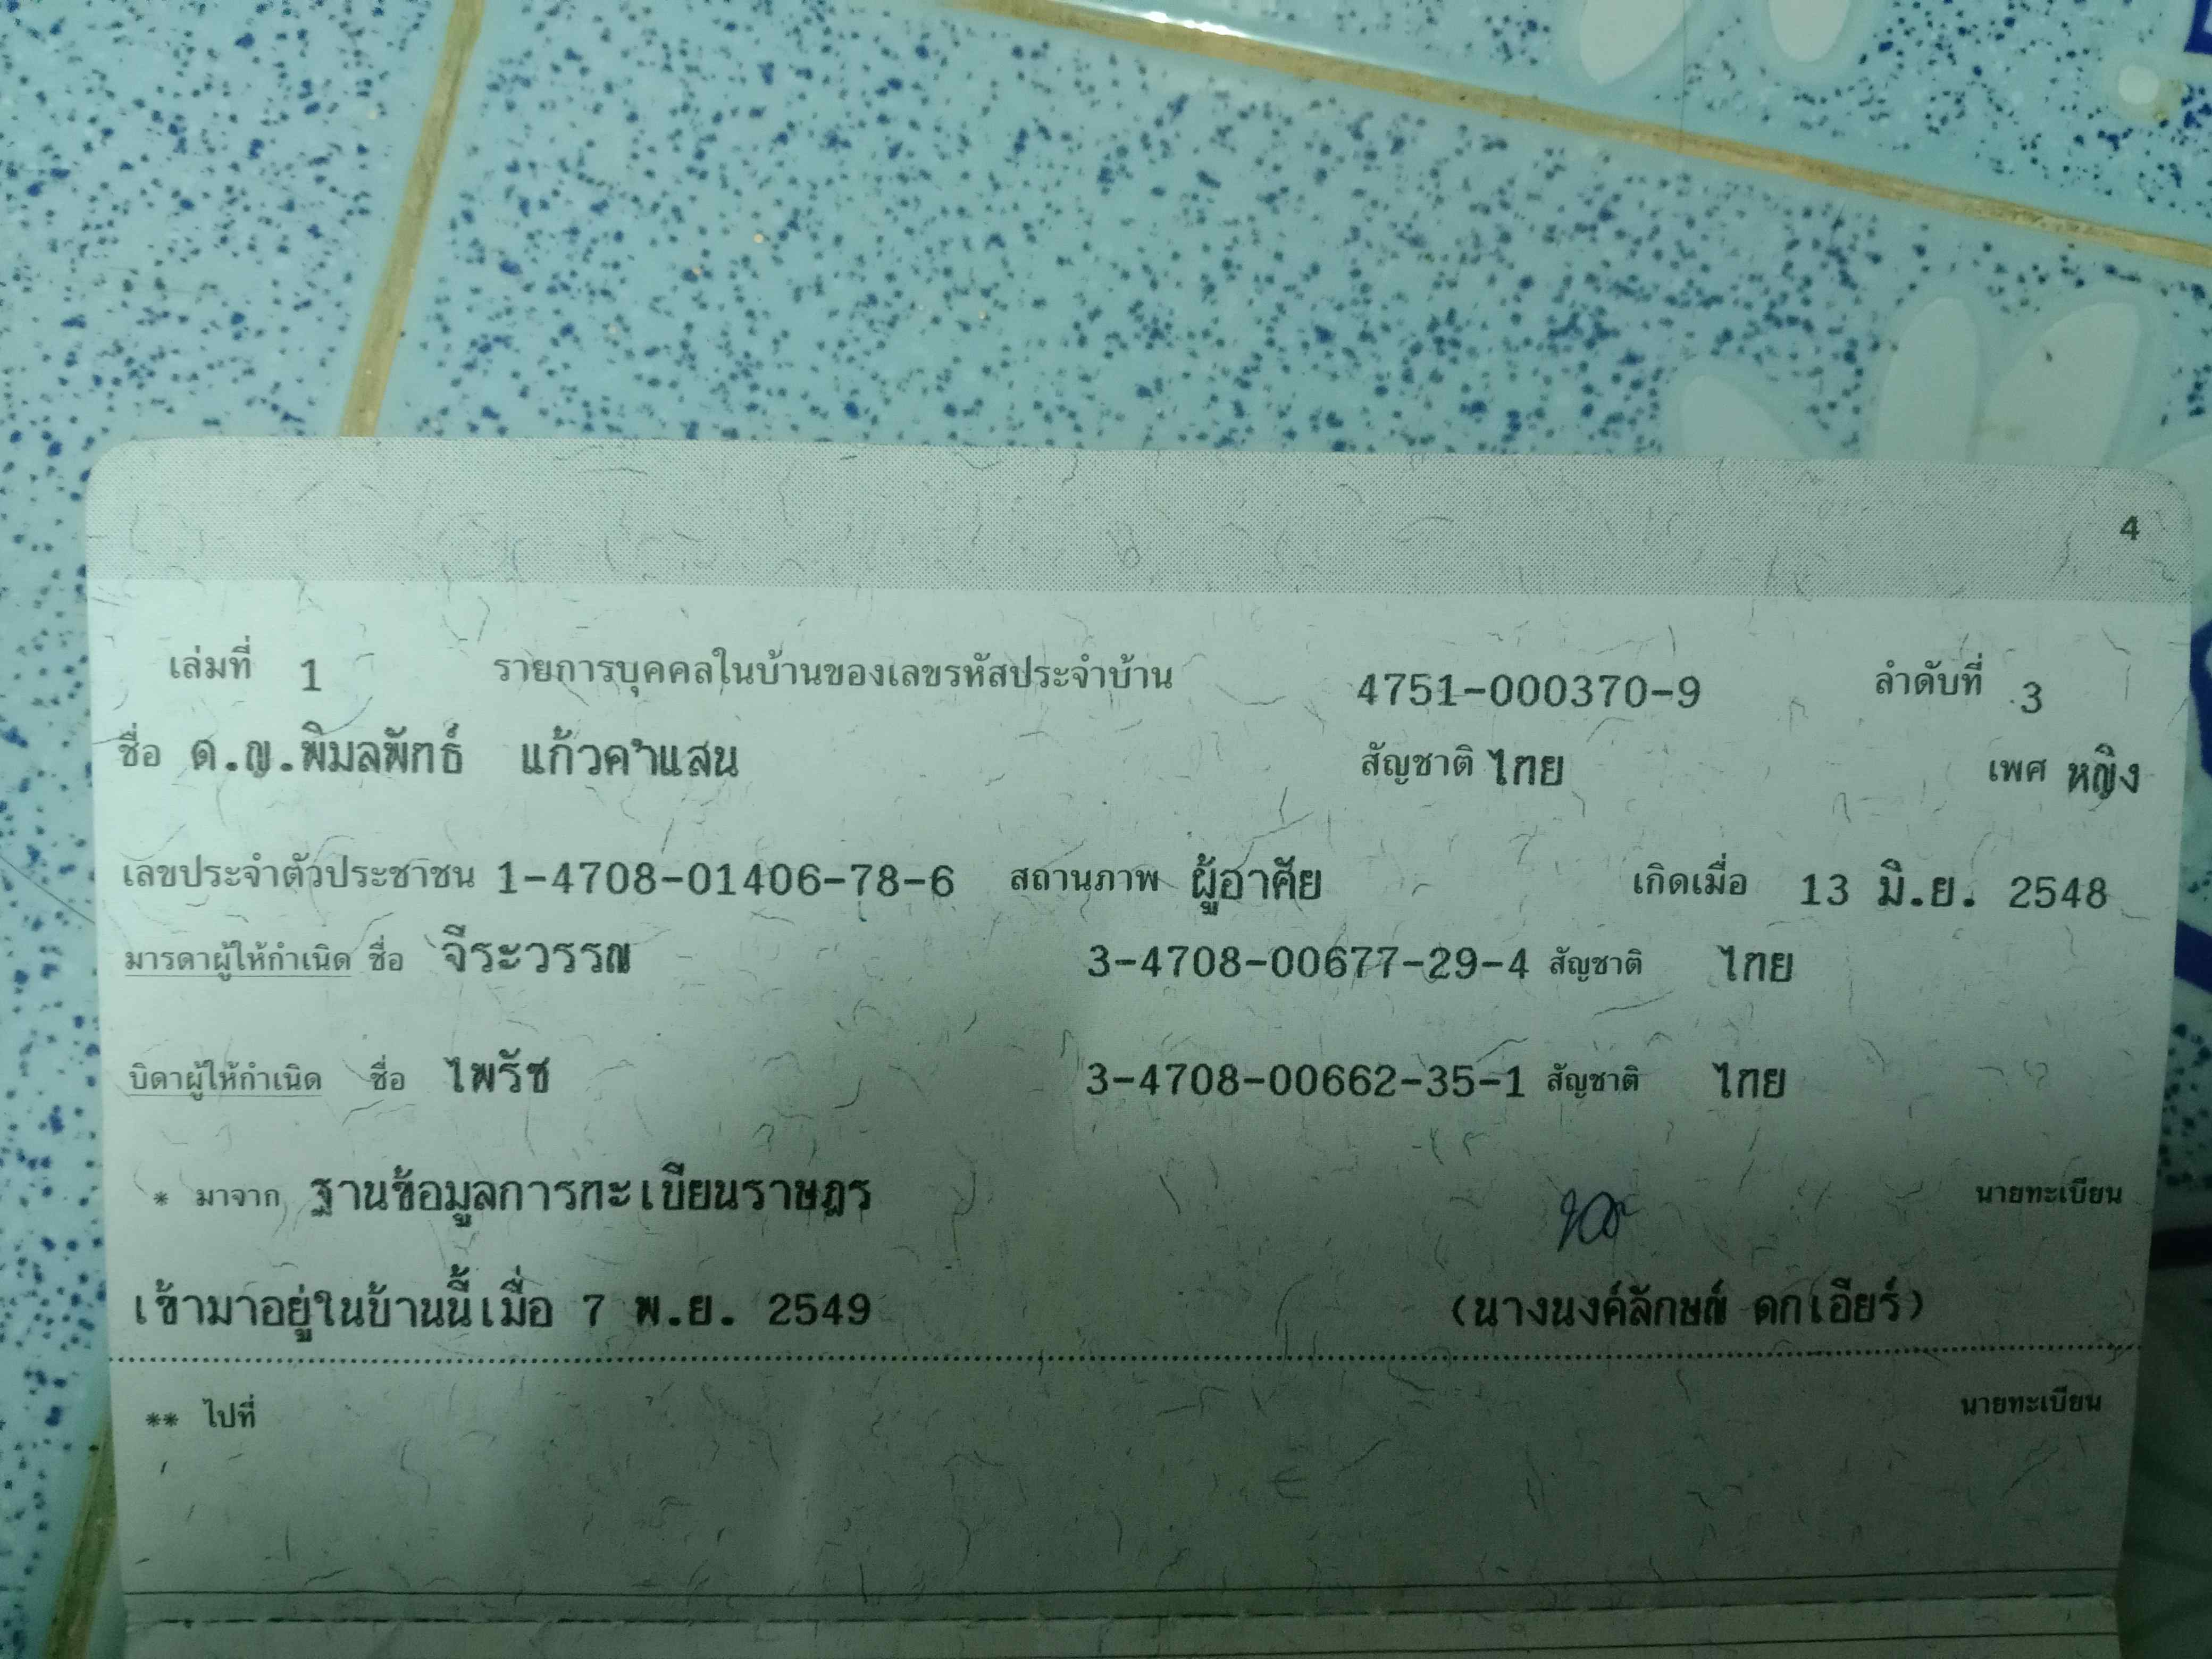 4
เล่มที่ 1 รายการบุคคลในบ้านของเลขรหัสประจำบ้าน 4751-000370-9 ลำดับที่ 3
ชื่อ ด.ญ.พิมลพัทธ์ แก้วคำแสน สัญชาติ ไทย เพศ หญิง
เลขประจำตัวประชาชน 1-4708-01406-78-6 สถานภาพ ผู้อาศัย เกิดเมื่อ 13 มิ.ย. 2548
มารดาผู้ให้กำเนิด ชื่อ จีระวรรณ 3-4708-00677-29-4 สัญชาติ ไทย
บิดาผู้ให้กำเนิด ชื่อ ไพรัช 3-4708-00662-35-1 สัญชาติ ไทย
* มาจาก ฐานข้อมูลการทะเบียนราษฎร นายทะเบียน
เข้ามาอยู่ในบ้านนี้เมื่อ 7 พ.ย. 2549 (นางนงค์ลักษณ์ ดกเอียร์)
** ไปที่ นายทะเบียน